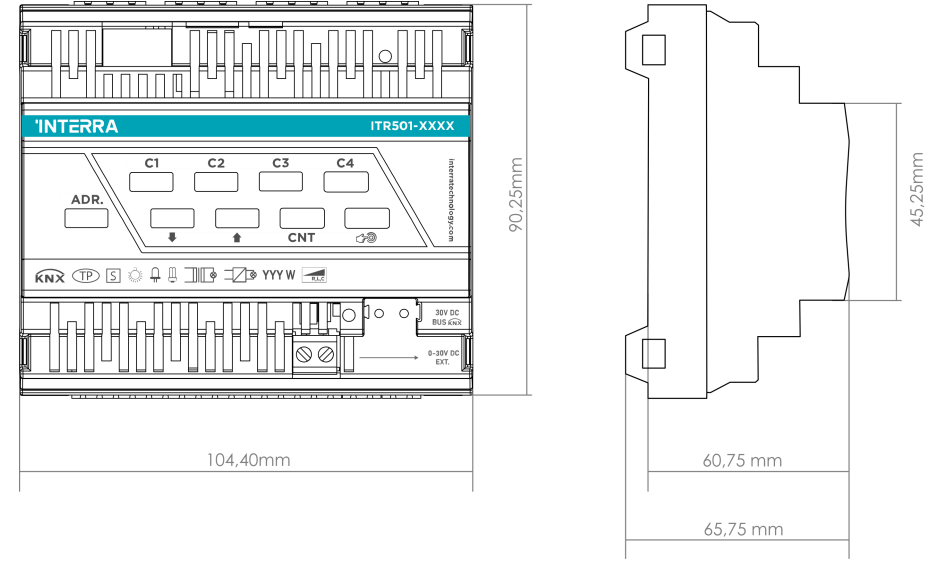 INTERRA
ITR501-XXXX
C1 C2 C3 C4
ADR.
CNT
interratechnology.com
KNX TP S YYY W R,L,C
30V DC
BUS KNX
0-30V DC
EXT.
90,25mm
45,25mm
104,40mm
60,75 mm
65,75 mm